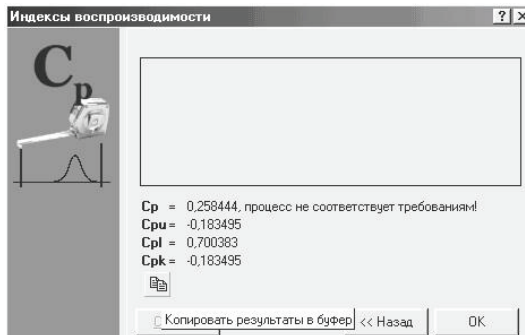 Индексы воспроизводимости
Cp
Cp = 0,258444, процесс не соответствует требованиям!
Cpu = -0,183495
Cpl = 0,700383
Cpk = -0,183495
Копировать результаты в буфер
<< Назад
OK